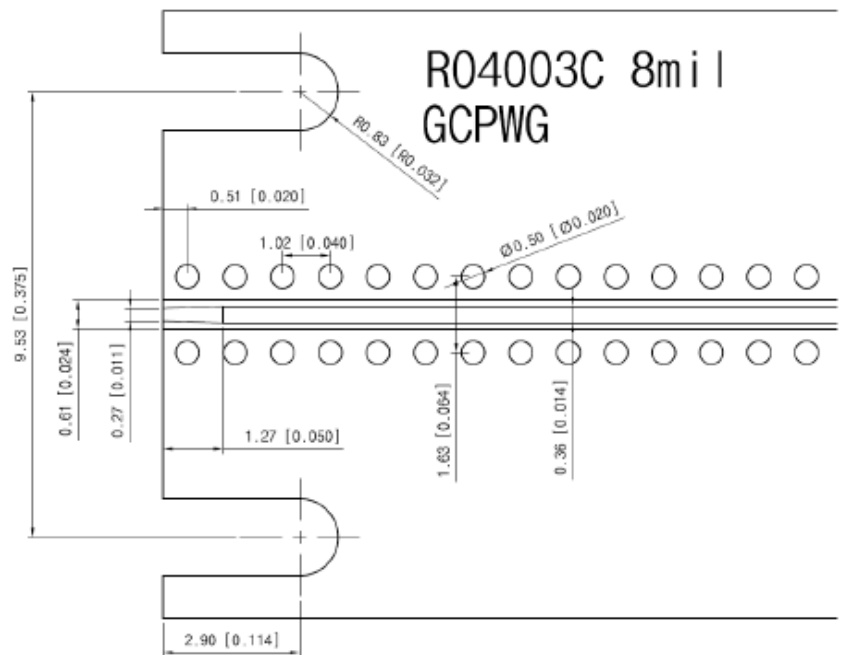 RO4003C 8mil
GCPWG
R0.83 [R0.032]
0.51 [0.020]
1.02 [0.040]
Ø0.50 [Ø0.020]
9.53 [0.375]
0.61 [0.024]
0.27 [0.011]
1.27 [0.050]
1.63 [0.064]
0.36 [0.014]
2.90 [0.114]